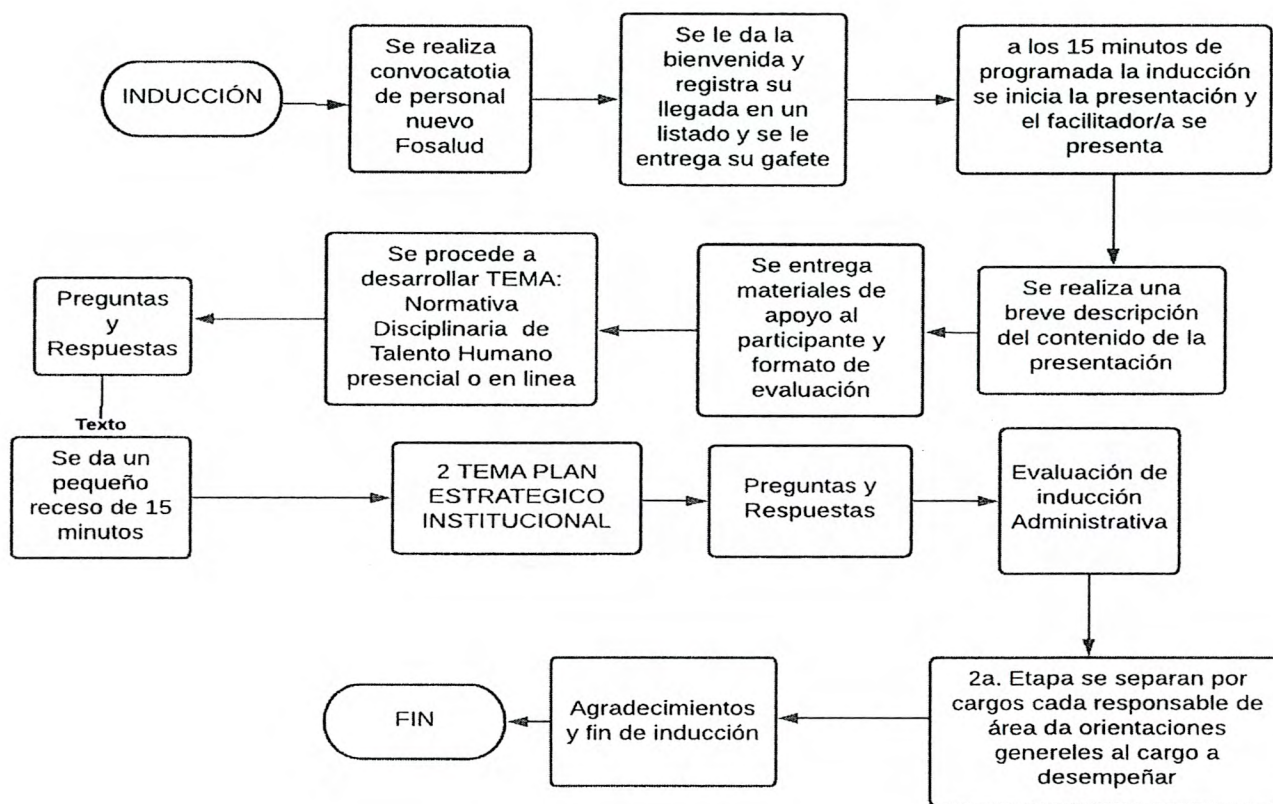 INDUCCIÓN
Se realiza
convocatotia
de personal
nuevo
Fosalud
Se le da la
bienvenida y
registra su
llegada en un
listado y se le
entrega su gafete
a los 15 minutos de
programada la inducción
se inicia la presentación y
el facilitador/a se
presenta
Se realiza una
breve descripción
del contenido de la
presentación
Se entrega
materiales de
apoyo al
participante y
formato de
evaluación
Se procede a
desarrollar TEMA:
Normativa
Disciplinaria de
Talento Humano
presencial o en linea
Preguntas
y
Respuestas
Texto
Se da un
pequeño
receso de 15
minutos
2 TEMA PLAN
ESTRATEGICO
INSTITUCIONAL
Preguntas y
Respuestas
Evaluación de
inducción
Administrativa
2a. Etapa se separan por
cargos cada responsable de
área da orientaciones
genereles al cargo a
desempeñar
Agradecimientos
y fin de inducción
FIN